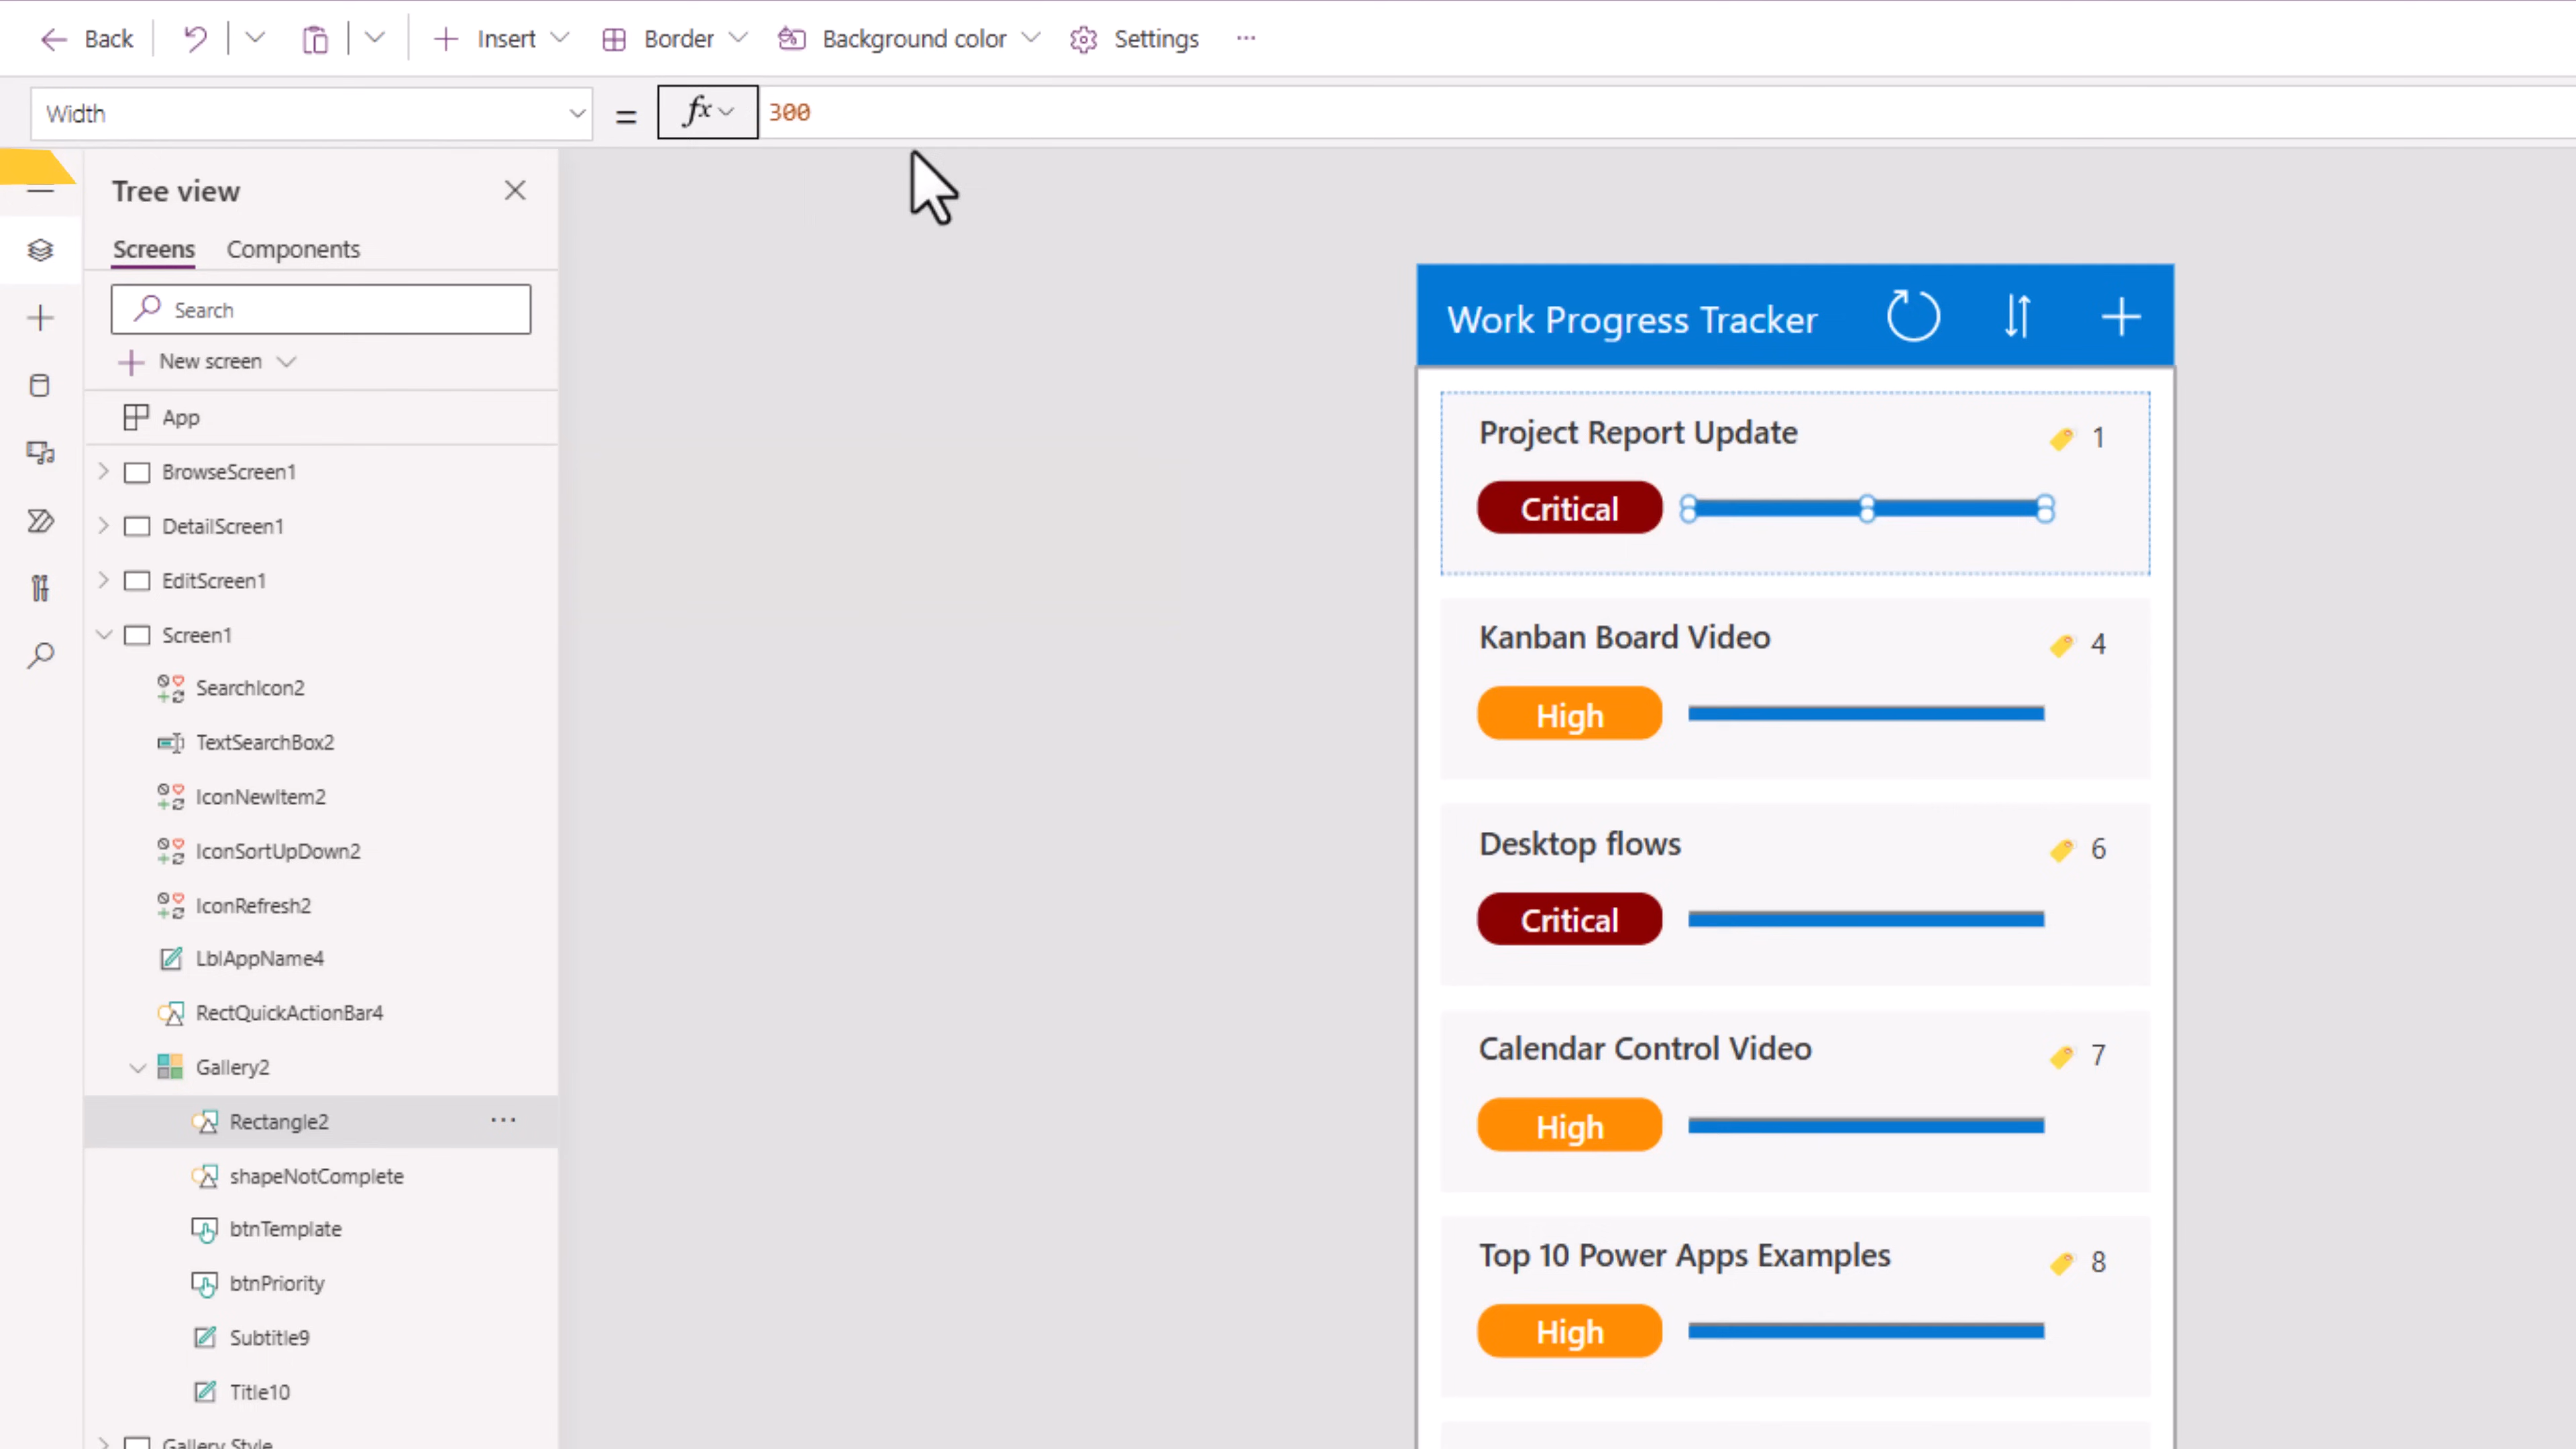 Back
Insert
Border
Background color
Settings
Width
=
fx
300
Tree view
Screens
Components
Search
New screen
App
BrowseScreen1
DetailScreen1
EditScreen1
Screen1
SearchIcon2
TextSearchBox2
IconNewItem2
IconSortUpDown2
IconRefresh2
LblAppName4
RectQuickActionBar4
Gallery2
Rectangle2
shapeNotComplete
btnTemplate
btnPriority
Subtitle9
Title10
Gallery Style
Work Progress Tracker
Project Report Update
1
Critical
Kanban Board Video
4
High
Desktop flows
6
Critical
Calendar Control Video
7
High
Top 10 Power Apps Examples
8
High